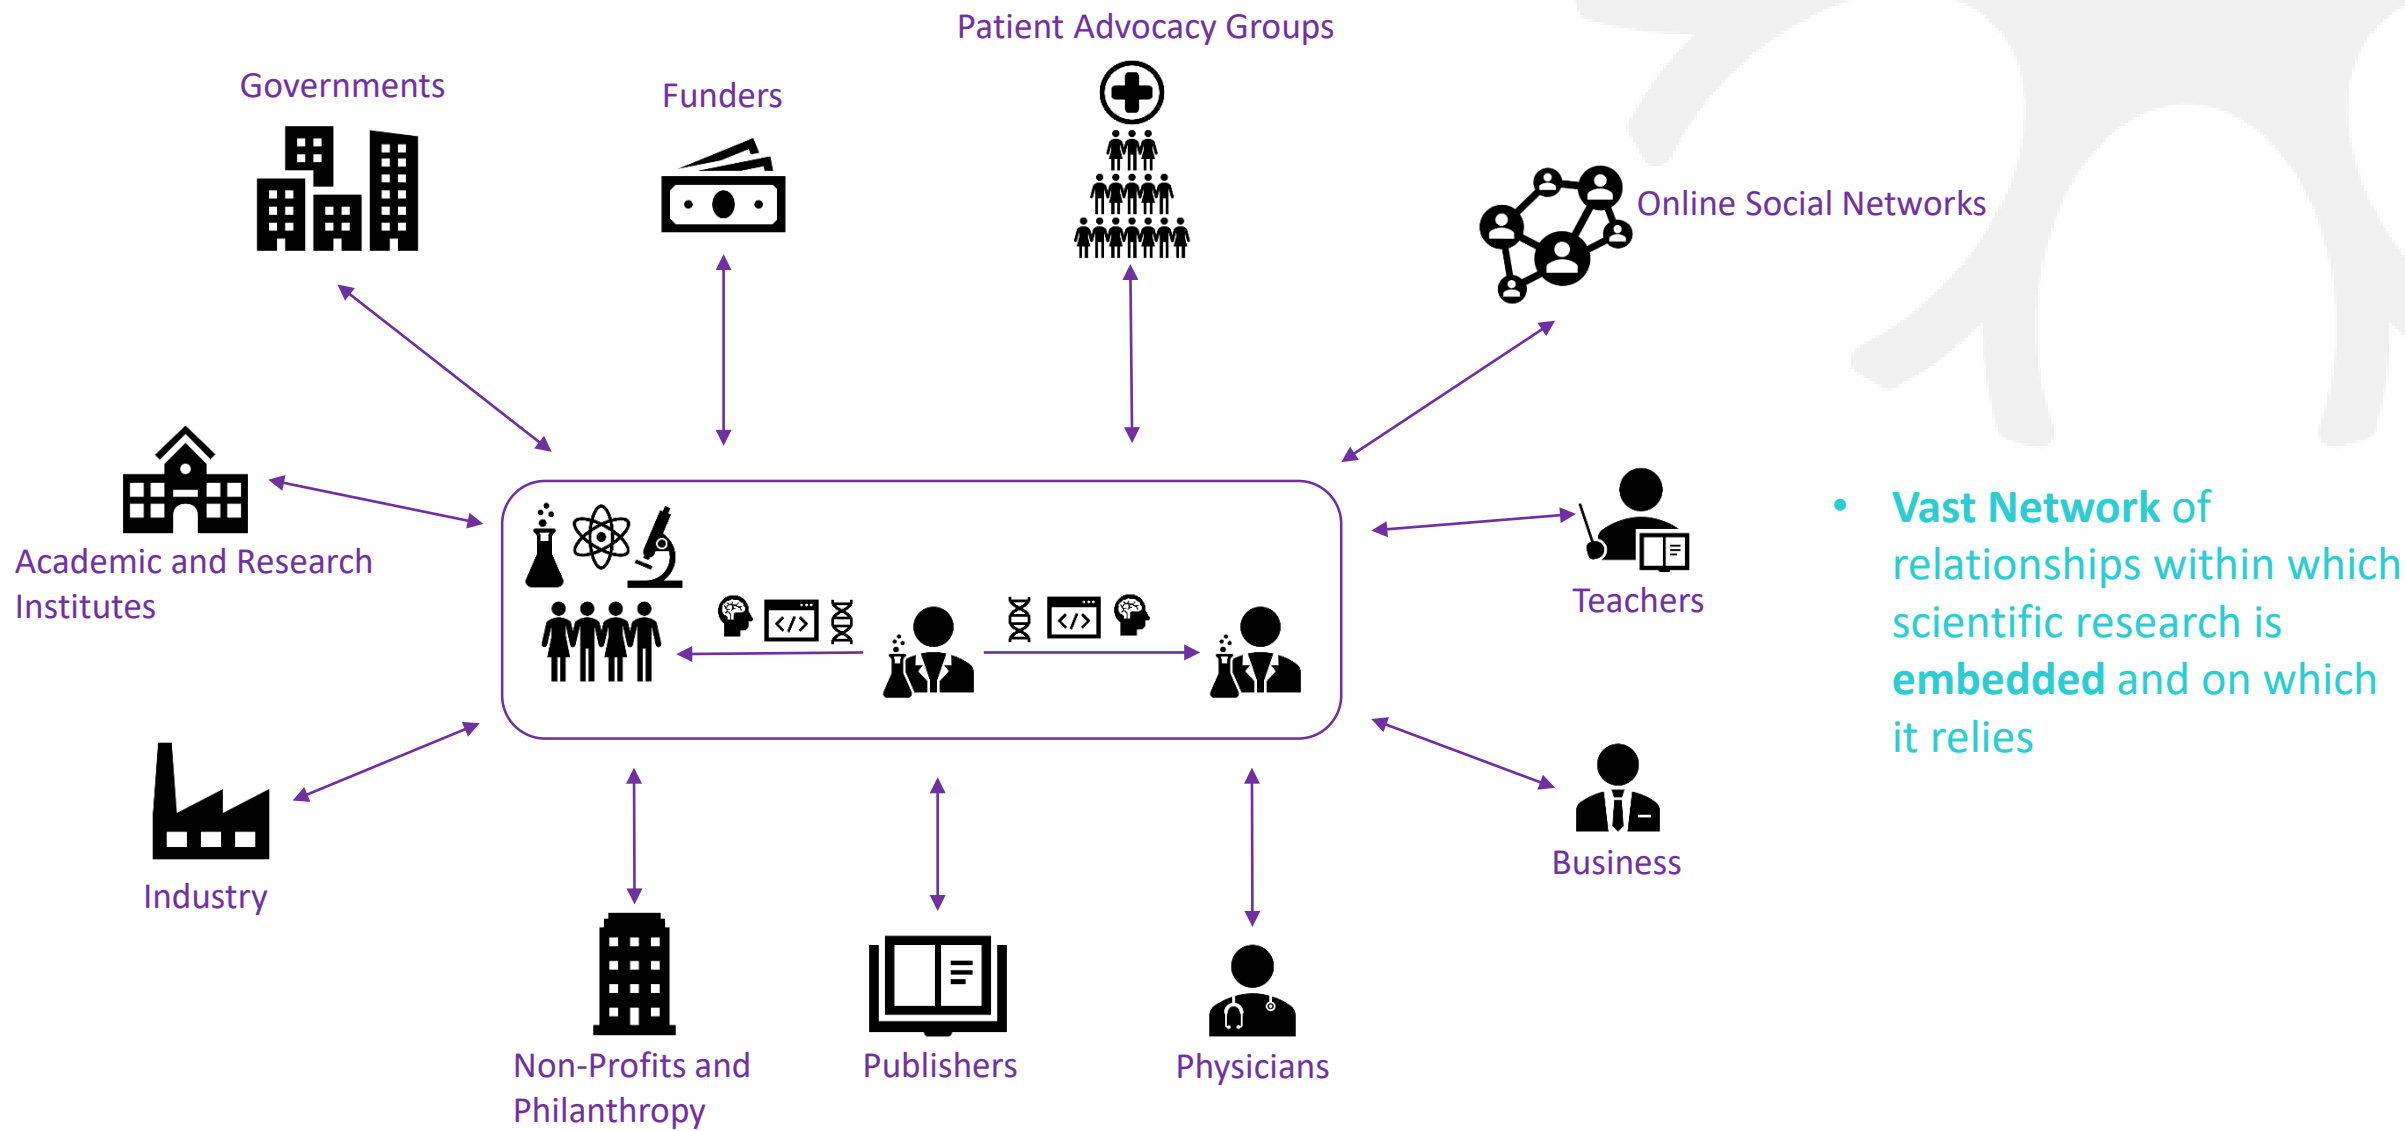 Patient Advocacy Groups
Governments
Funders
Online Social Networks
Academic and Research
Institutes
Teachers
Industry
Business
Non-Profits and
Philanthropy
Publishers
Physicians
</>
</>
• Vast Network of
relationships within which
scientific research is
embedded and on which
it relies